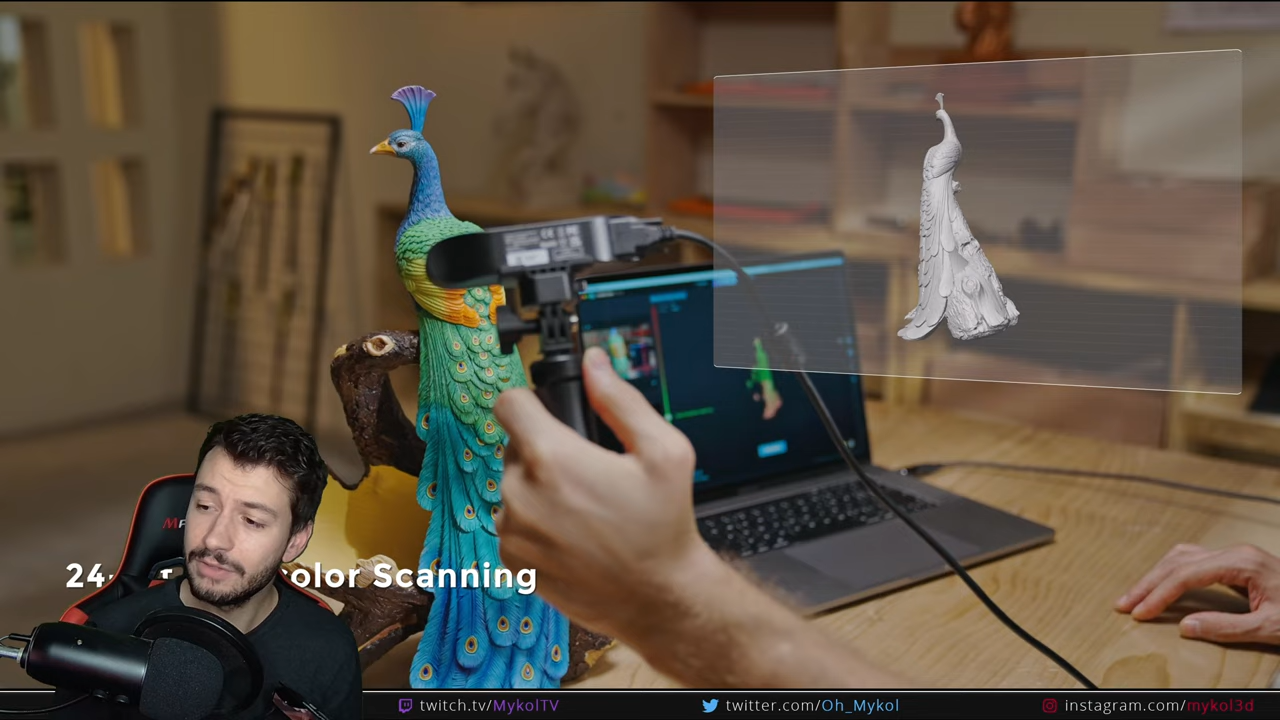 24- olor Scanning
twitch.tv/MykolTV
twitter.com/Oh_Mykol
instagram.com/mykol3d